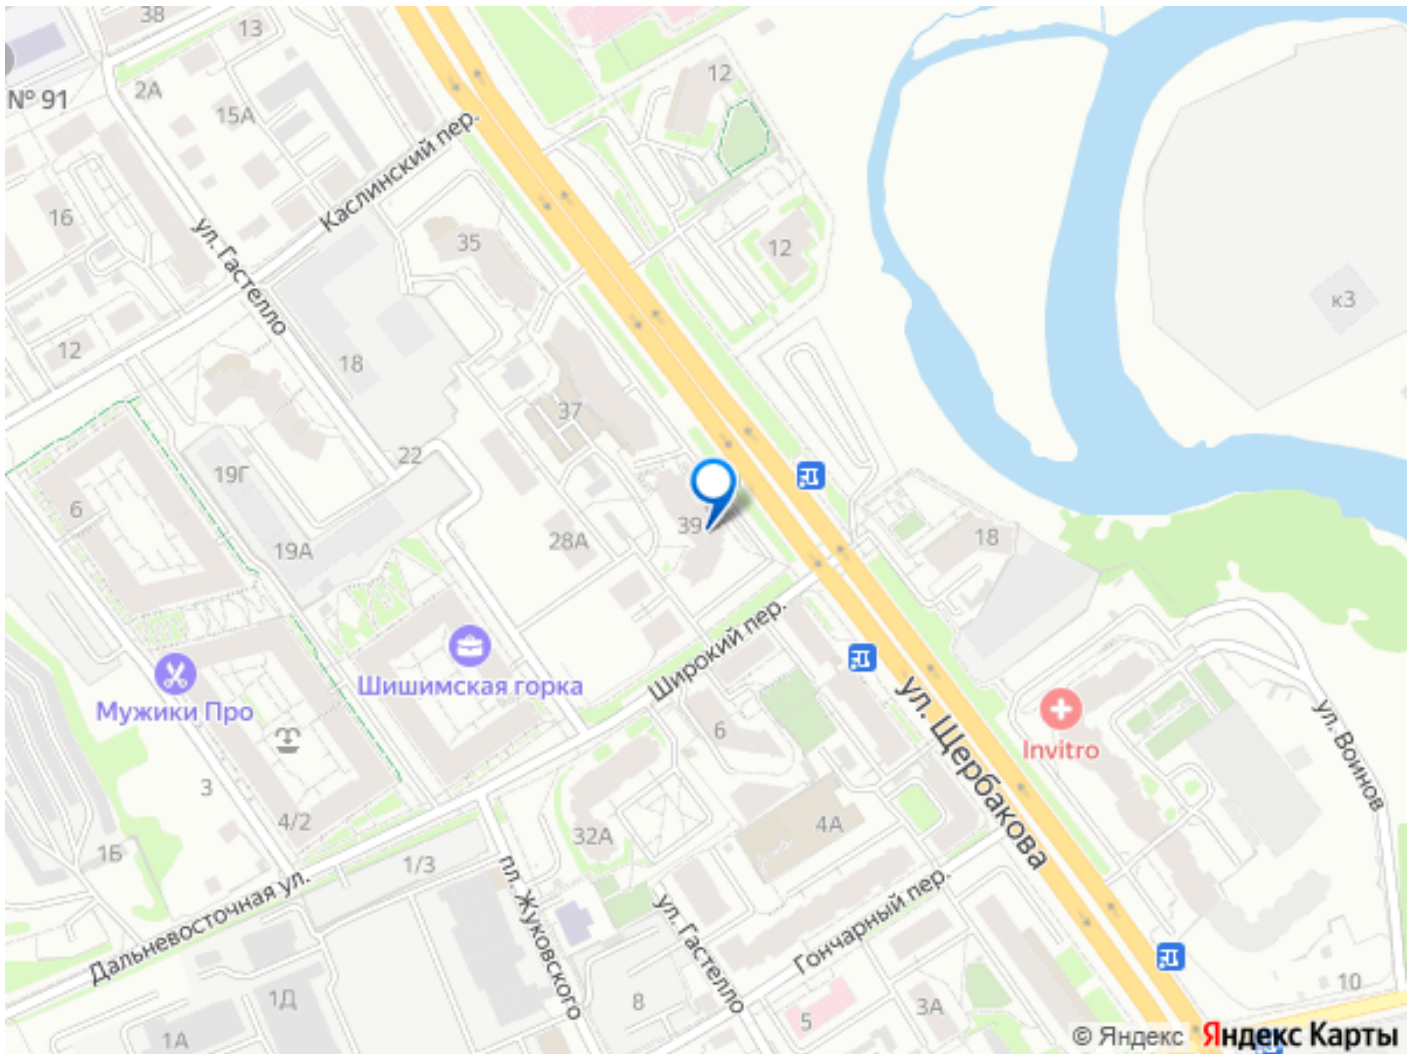 38
13
№ 91
2А
15А
12
Каслинский пер.
16
ул. Гастелло
35
12
к3
12
18
37
22
19Г
6
39
28А
19А
18
Широкий пер.
Шишимская горка
Мужики Про
ул. Щербакова
Invitro
ул. Воинов
6
3
4/2
32А
4А
1Б
1/3
Дальневосточная ул.
пл. Жуковского
ул. Гастелло
Гончарный пер.
1Д
8
5
3А
10
1А
© Яндекс Яндекс Карты